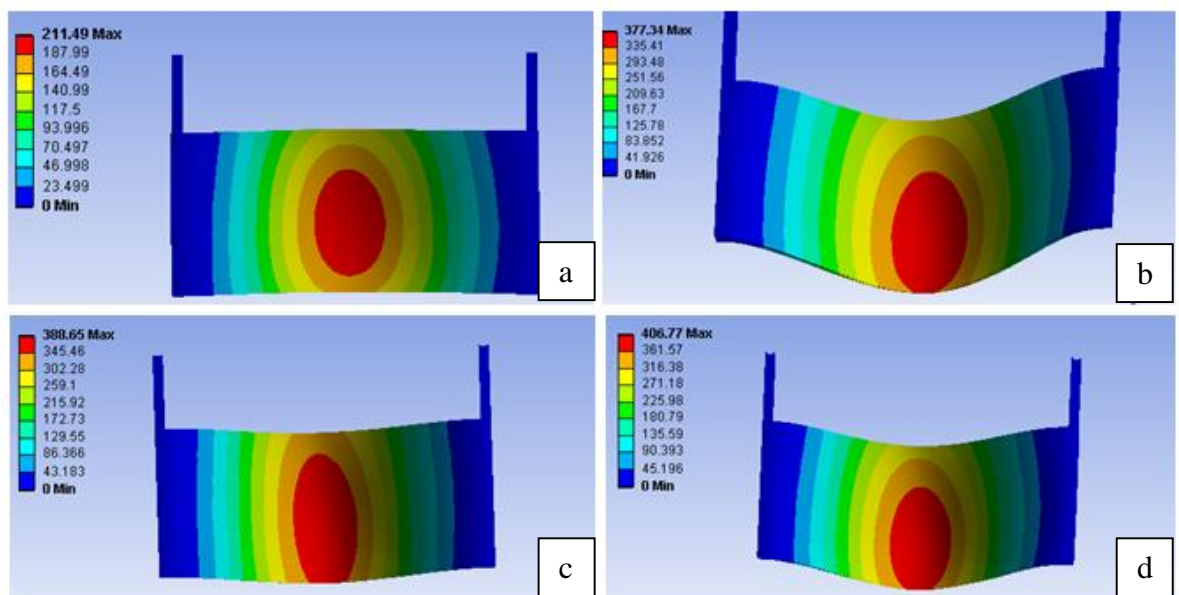 211.49 Max
187.99
164.49
140.99
117.5
93.996
70.497
46.998
23.499
0 Min
a
377.34 Max
335.41
293.48
251.56
209.63
167.7
125.78
83.852
41.926
0 Min
b
388.65 Max
345.46
302.28
259.1
215.92
172.73
129.55
86.366
43.183
0 Min
c
406.77 Max
361.57
316.38
271.18
225.98
180.79
135.59
90.393
45.196
0 Min
d